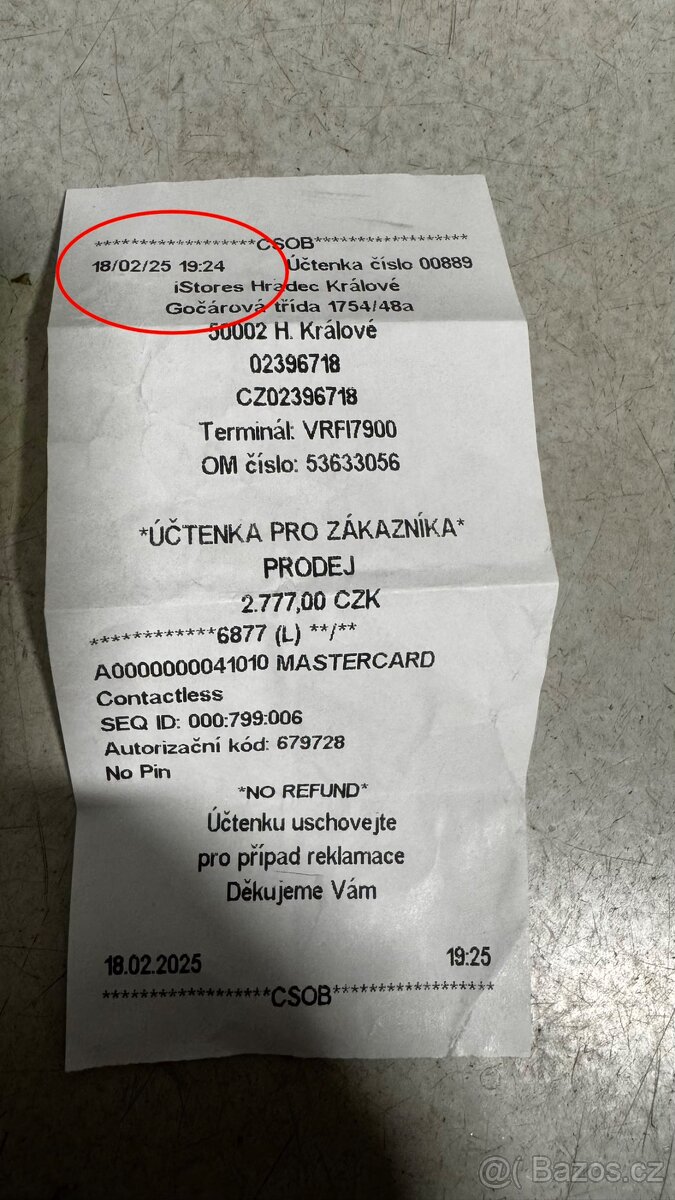 ******************CSOB*****************
18/02/25 19:24 Účtenka číslo 00889
iStores Hradec Králové
Gočárová třída 1754/48a
50002 H. Králové
02396718
CZ02396718
Terminál: VRFI7900
OM číslo: 53633056
*ÚČTENKA PRO ZÁKAZNÍKA*
PRODEJ
2.777,00 CZK
************6877 (L) **/**
A0000000041010 MASTERCARD
Contactless
SEQ ID: 000:799:006
Autorizační kód: 679728
No Pin
*NO REFUND*
Účtenku uschovejte
pro případ reklamace
Děkujeme Vám
18.02.2025 19:25
******************CSOB*****************
@( Bazos.cz